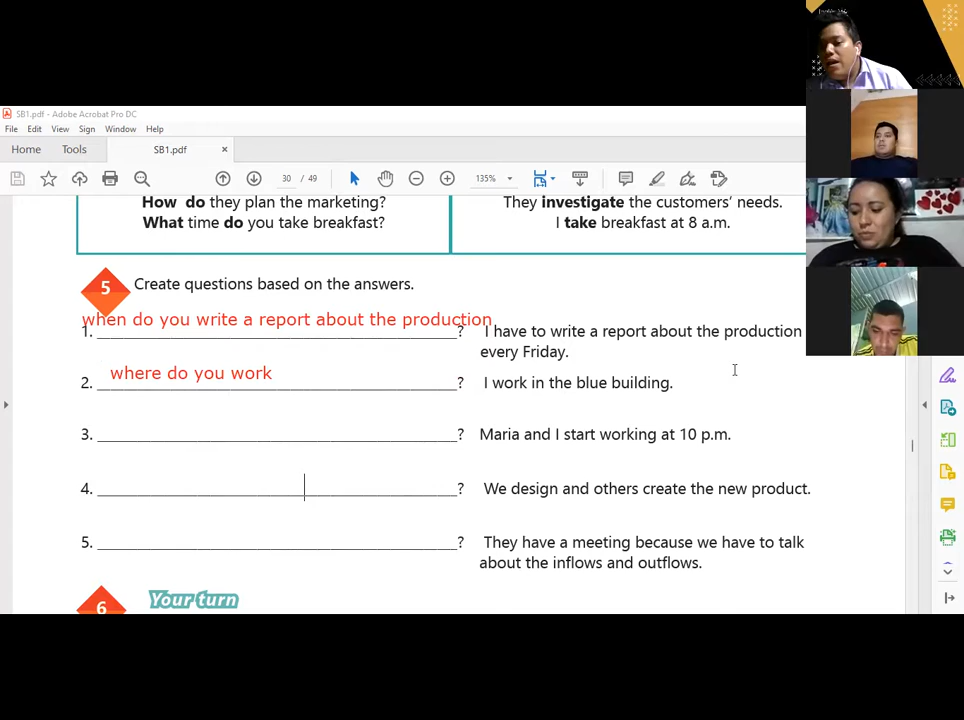 SB1.pdf - Adobe Acrobat Pro DC
File Edit View Sign Window Help
Home Tools SB1.pdf ×
30 / 49 135%
How do they plan the marketing? They investigate the customers' needs.
What time do you take breakfast? I take breakfast at 8 a.m.
5 Create questions based on the answers.
when do you write a report about the production
1. ? I have to write a report about the production
every Friday.
where do you work
2. ? I work in the blue building.
3. ? Maria and I start working at 10 p.m.
4. ? We design and others create the new product.
5. ? They have a meeting because we have to talk
about the inflows and outflows.
6 Your turn